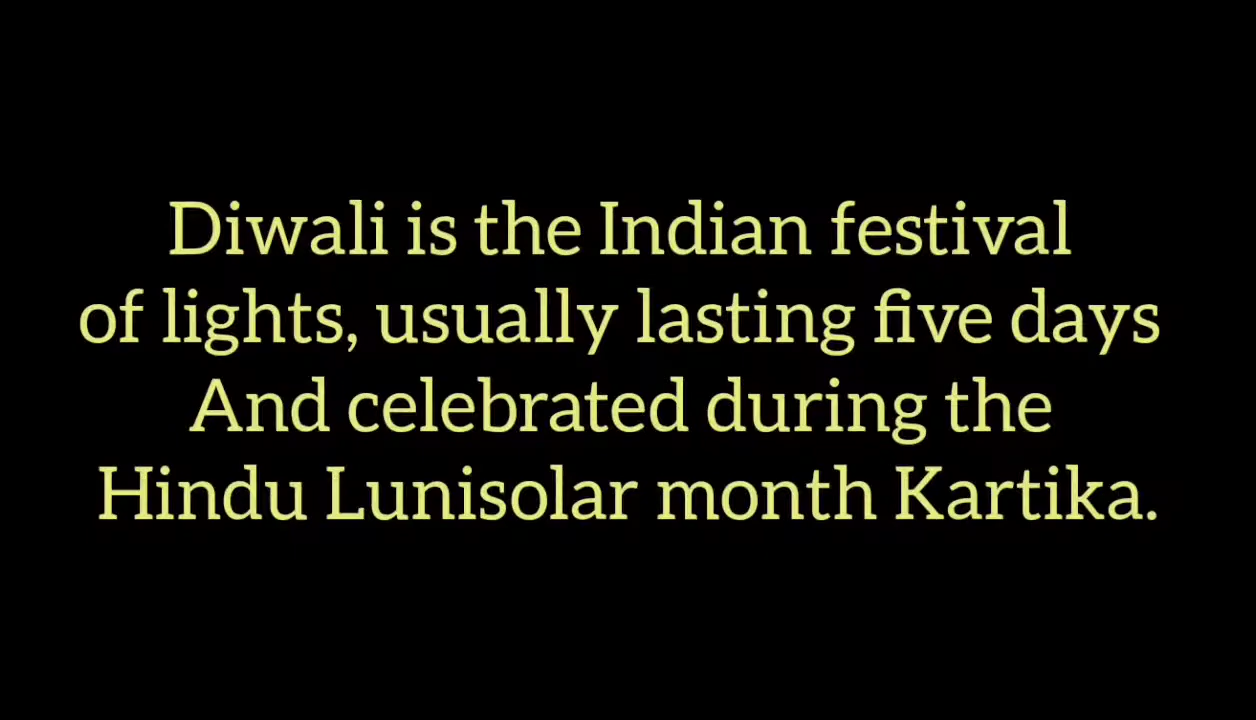 Diwali is the Indian festival
of lights, usually lasting five days
And celebrated during the
Hindu Lunisolar month Kartika.